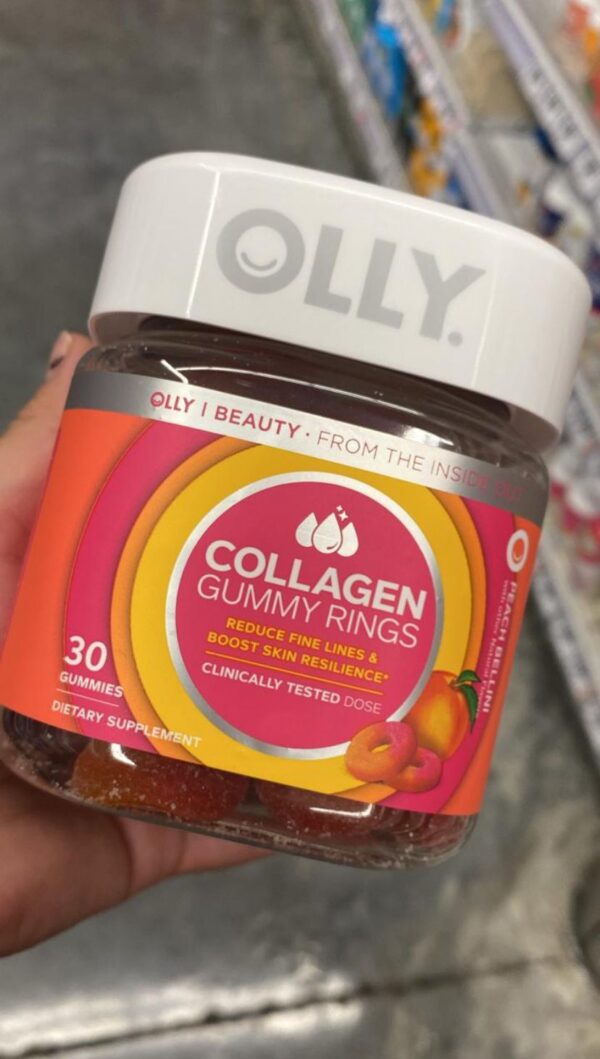 OLLY.
OLLY | BEAUTY · FROM THE INSIDE OUT
COLLAGEN
GUMMY RINGS
REDUCE FINE LINES &
BOOST SKIN RESILIENCE*
CLINICALLY TESTED DOSE
30
GUMMIES
DIETARY SUPPLEMENT
PEACH BELLINI